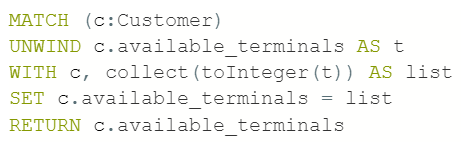 MATCH (c:Customer)
UNWIND c.available_terminals AS t
WITH c, collect(toInteger(t)) AS list
SET c.available_terminals = list
RETURN c.available_terminals